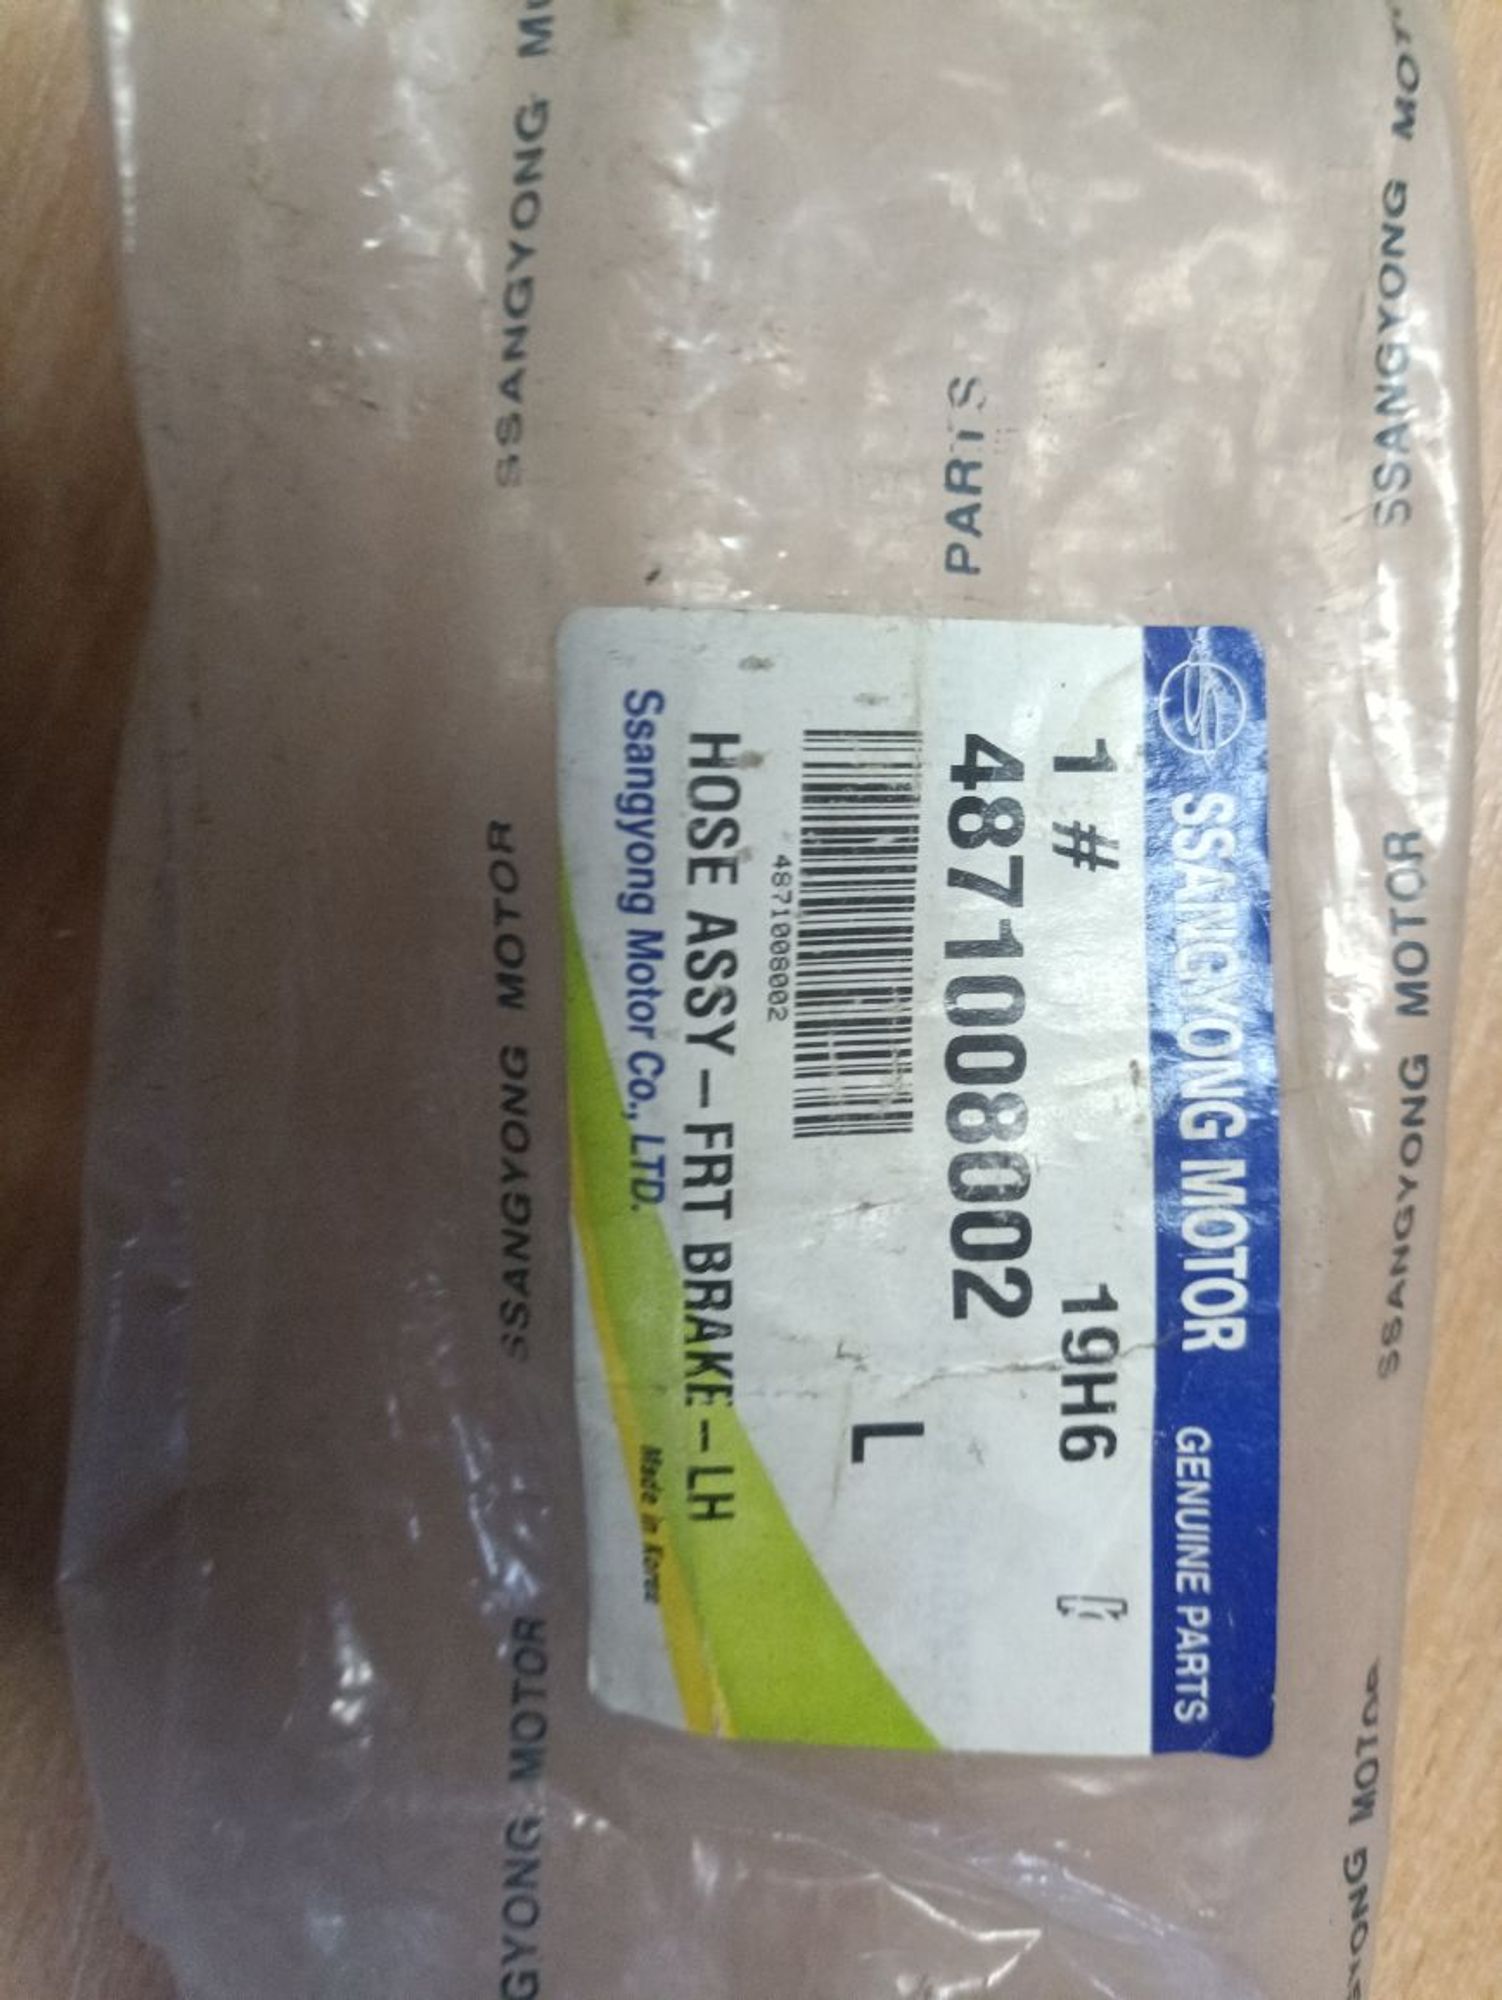 SSANGYONG MOTOR GENUINE PARTS
1 # 19H6
4871008002
L
4871008002
HOSE ASSY-FRT BRAKE-LH
Ssangyong Motor Co., LTD.
Made in Korea
SSANGYONG MOTOR
SSANGYONG MOTOR
SSANGYONG MOTOR
PARTS
SSANGYONG
SSANGYONG MOTOR
GYONG MOTOR